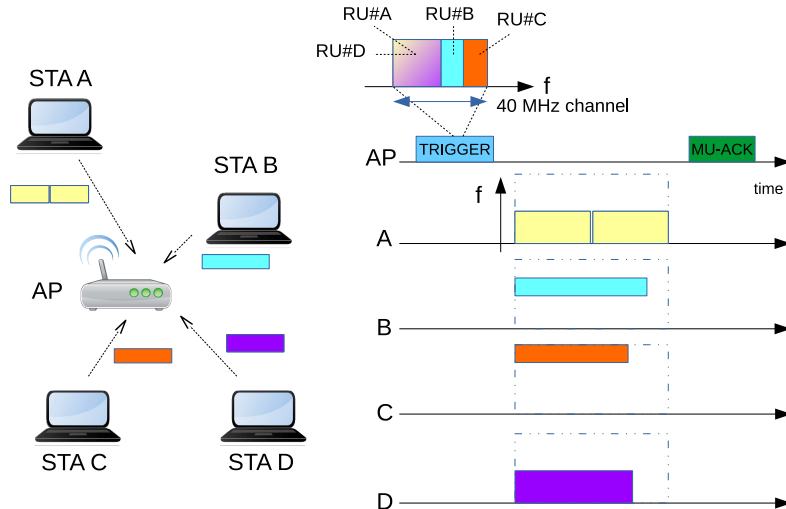 RU#A
RU#B
RU#C
RU#D
f
40 MHz channel
STA A
STA B
AP
STA C
STA D
AP
TRIGGER
MU-ACK
time
f
A
B
C
D